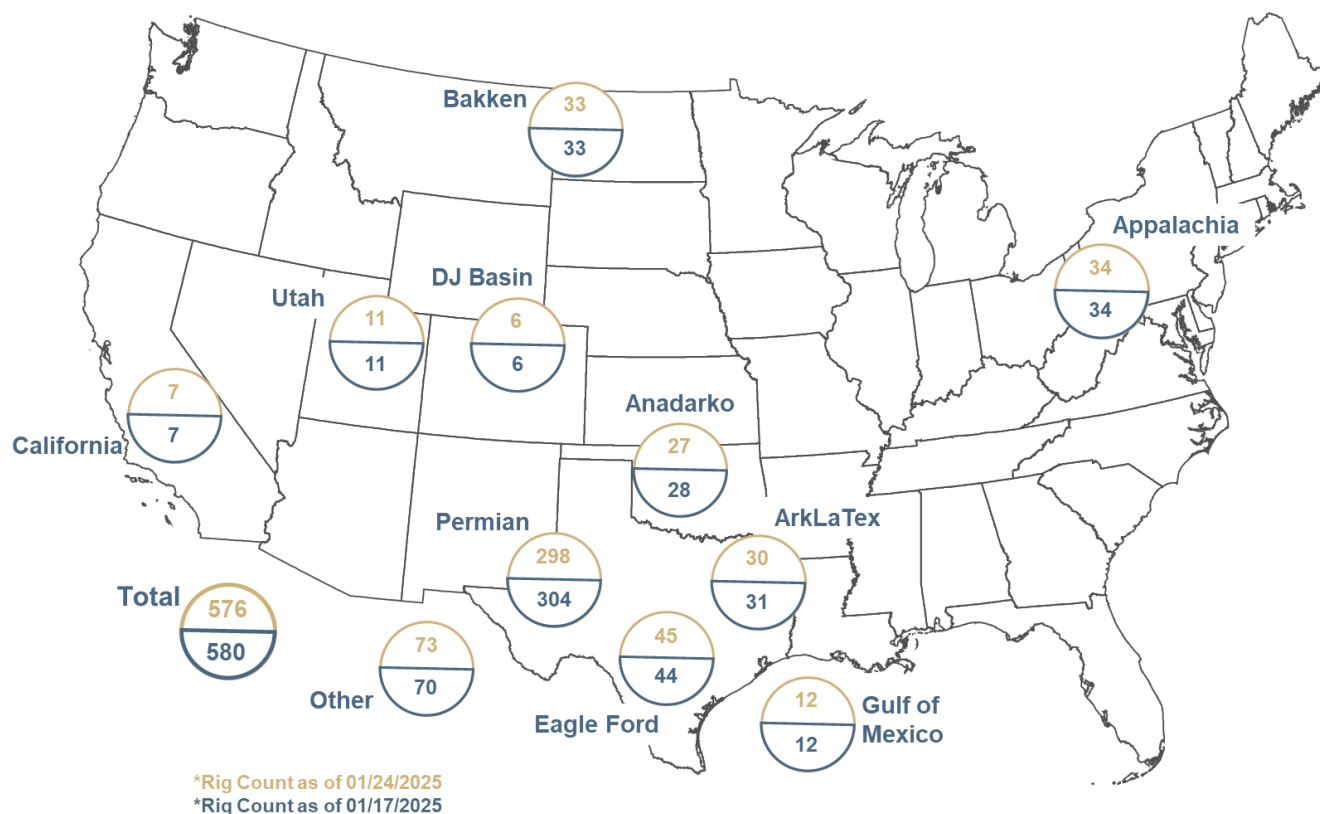 Bakken
33
33
Appalachia
34
34
DJ Basin
6
6
Utah
11
11
California
7
7
Anadarko
27
28
ArkLaTex
30
31
Permian
298
304
Total
576
580
Other
73
70
Eagle Ford
45
44
Gulf of
Mexico
12
12
*Rig Count as of 01/24/2025
*Rig Count as of 01/17/2025